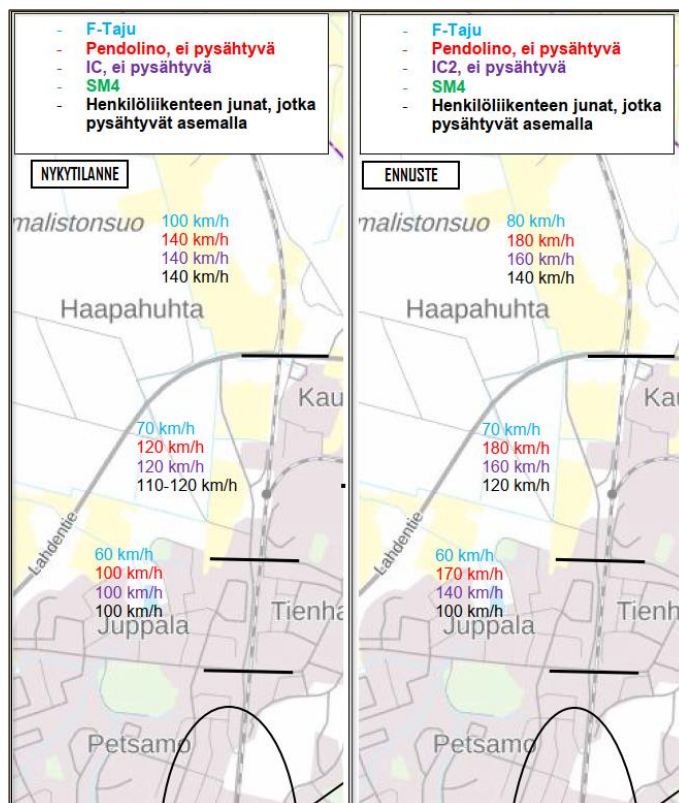 - F-Taju
- Pendolino, ei pysähtyvä
- IC, ei pysähtyvä
- SM4
- Henkilöliikenteen junat, jotka
pysähtyvät asemalla
NYKYTILANNE
malistonsuo
100 km/h
140 km/h
140 km/h
140 km/h
Haapahuhta
Kau
70 km/h
120 km/h
120 km/h
110-120 km/h
Lahdentie
60 km/h
100 km/h
100 km/h
100 km/h
Tienha
Juppala
Petsamo
- F-Taju
- Pendolino, ei pysähtyvä
- IC2, ei pysähtyvä
- SM4
- Henkilöliikenteen junat, jotka
pysähtyvät asemalla
ENNUSTE
malistonsuo
80 km/h
180 km/h
160 km/h
140 km/h
Haapahuhta
Kau
70 km/h
180 km/h
160 km/h
120 km/h
Lahdentie
60 km/h
170 km/h
140 km/h
100 km/h
Tienh
Juppala
Petsamo